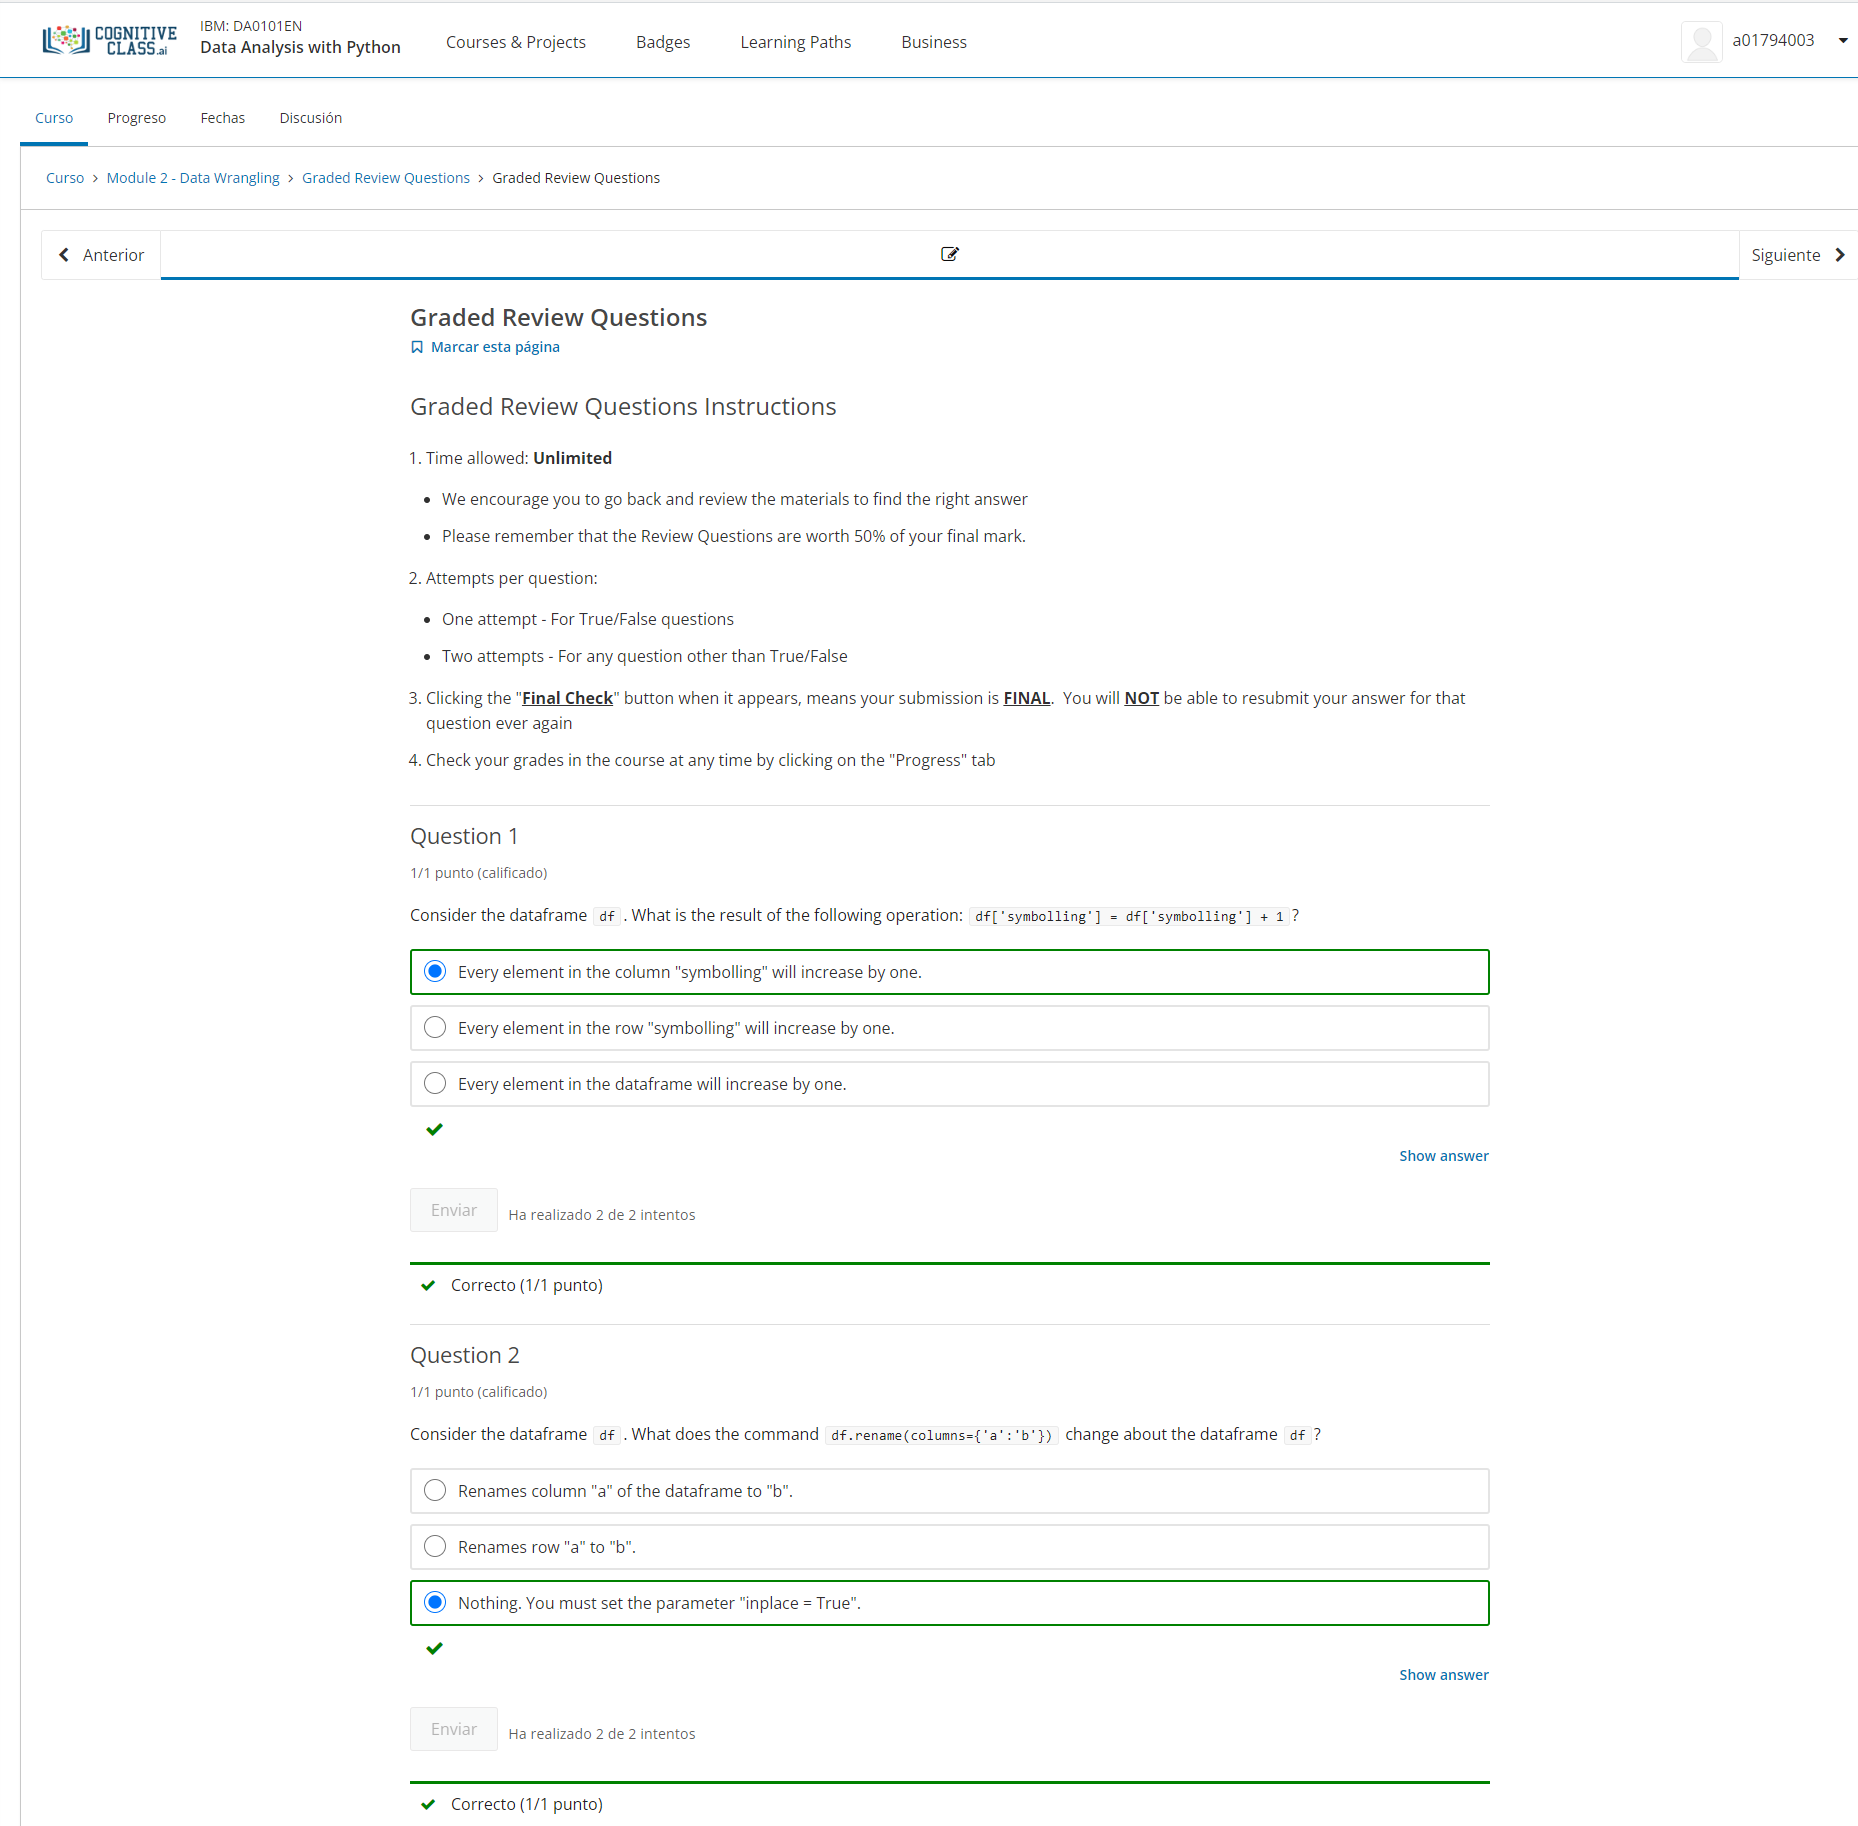 COGNITIVE
CLASS.ai
IBM: DA0101EN
Data Analysis with Python
Courses & Projects
Badges
Learning Paths
Business
a01794003
Curso
Progreso
Fechas
Discusión
Curso > Module 2 - Data Wrangling > Graded Review Questions > Graded Review Questions
Anterior
Siguiente
Graded Review Questions
Marcar esta página
Graded Review Questions Instructions
1. Time allowed: Unlimited
• We encourage you to go back and review the materials to find the right answer
• Please remember that the Review Questions are worth 50% of your final mark.
2. Attempts per question:
• One attempt - For True/False questions
• Two attempts - For any question other than True/False
3. Clicking the "Final Check" button when it appears, means your submission is FINAL. You will NOT be able to resubmit your answer for that
question ever again
4. Check your grades in the course at any time by clicking on the "Progress" tab
Question 1
1/1 punto (calificado)
Consider the dataframe df. What is the result of the following operation: df['symbolling'] = df['symbolling'] + 1?
Every element in the column "symbolling" will increase by one.
Every element in the row "symbolling" will increase by one.
Every element in the dataframe will increase by one.
Show answer
Enviar
Ha realizado 2 de 2 intentos
Correcto (1/1 punto)
Question 2
1/1 punto (calificado)
Consider the dataframe df. What does the command df.rename(columns={'a':'b'}) change about the dataframe df?
Renames column "a" of the dataframe to "b".
Renames row "a" to "b".
Nothing. You must set the parameter "inplace = True".
Show answer
Enviar
Ha realizado 2 de 2 intentos
Correcto (1/1 punto)